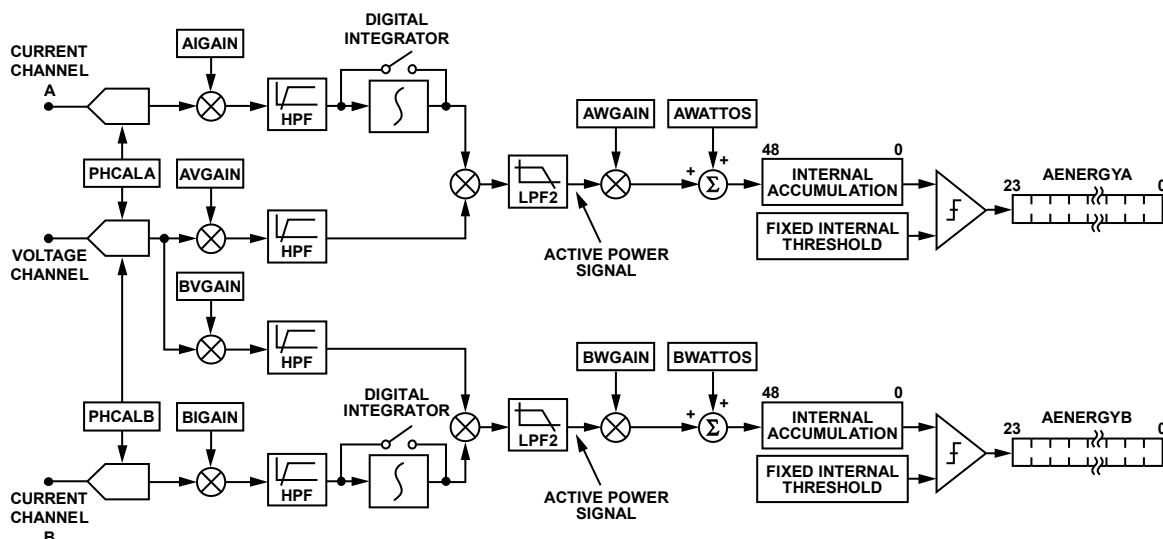 CURRENT
CHANNEL
A
AIGAIN
HPF
DIGITAL
INTEGRATOR
PHCALA
AVGAIN
HPF
VOLTAGE
CHANNEL
BVGAIN
HPF
PHCALB
BIGAIN
HPF
DIGITAL
INTEGRATOR
CURRENT
CHANNEL
B
LPF2
ACTIVE POWER
SIGNAL
AWGAIN
AWATTOS
+
+
Σ
48
0
INTERNAL
ACCUMULATION
FIXED INTERNAL
THRESHOLD
AENERGYA
23
0
LPF2
ACTIVE POWER
SIGNAL
BWGAIN
BWATTOS
+
+
Σ
48
0
INTERNAL
ACCUMULATION
FIXED INTERNAL
THRESHOLD
AENERGYB
23
0